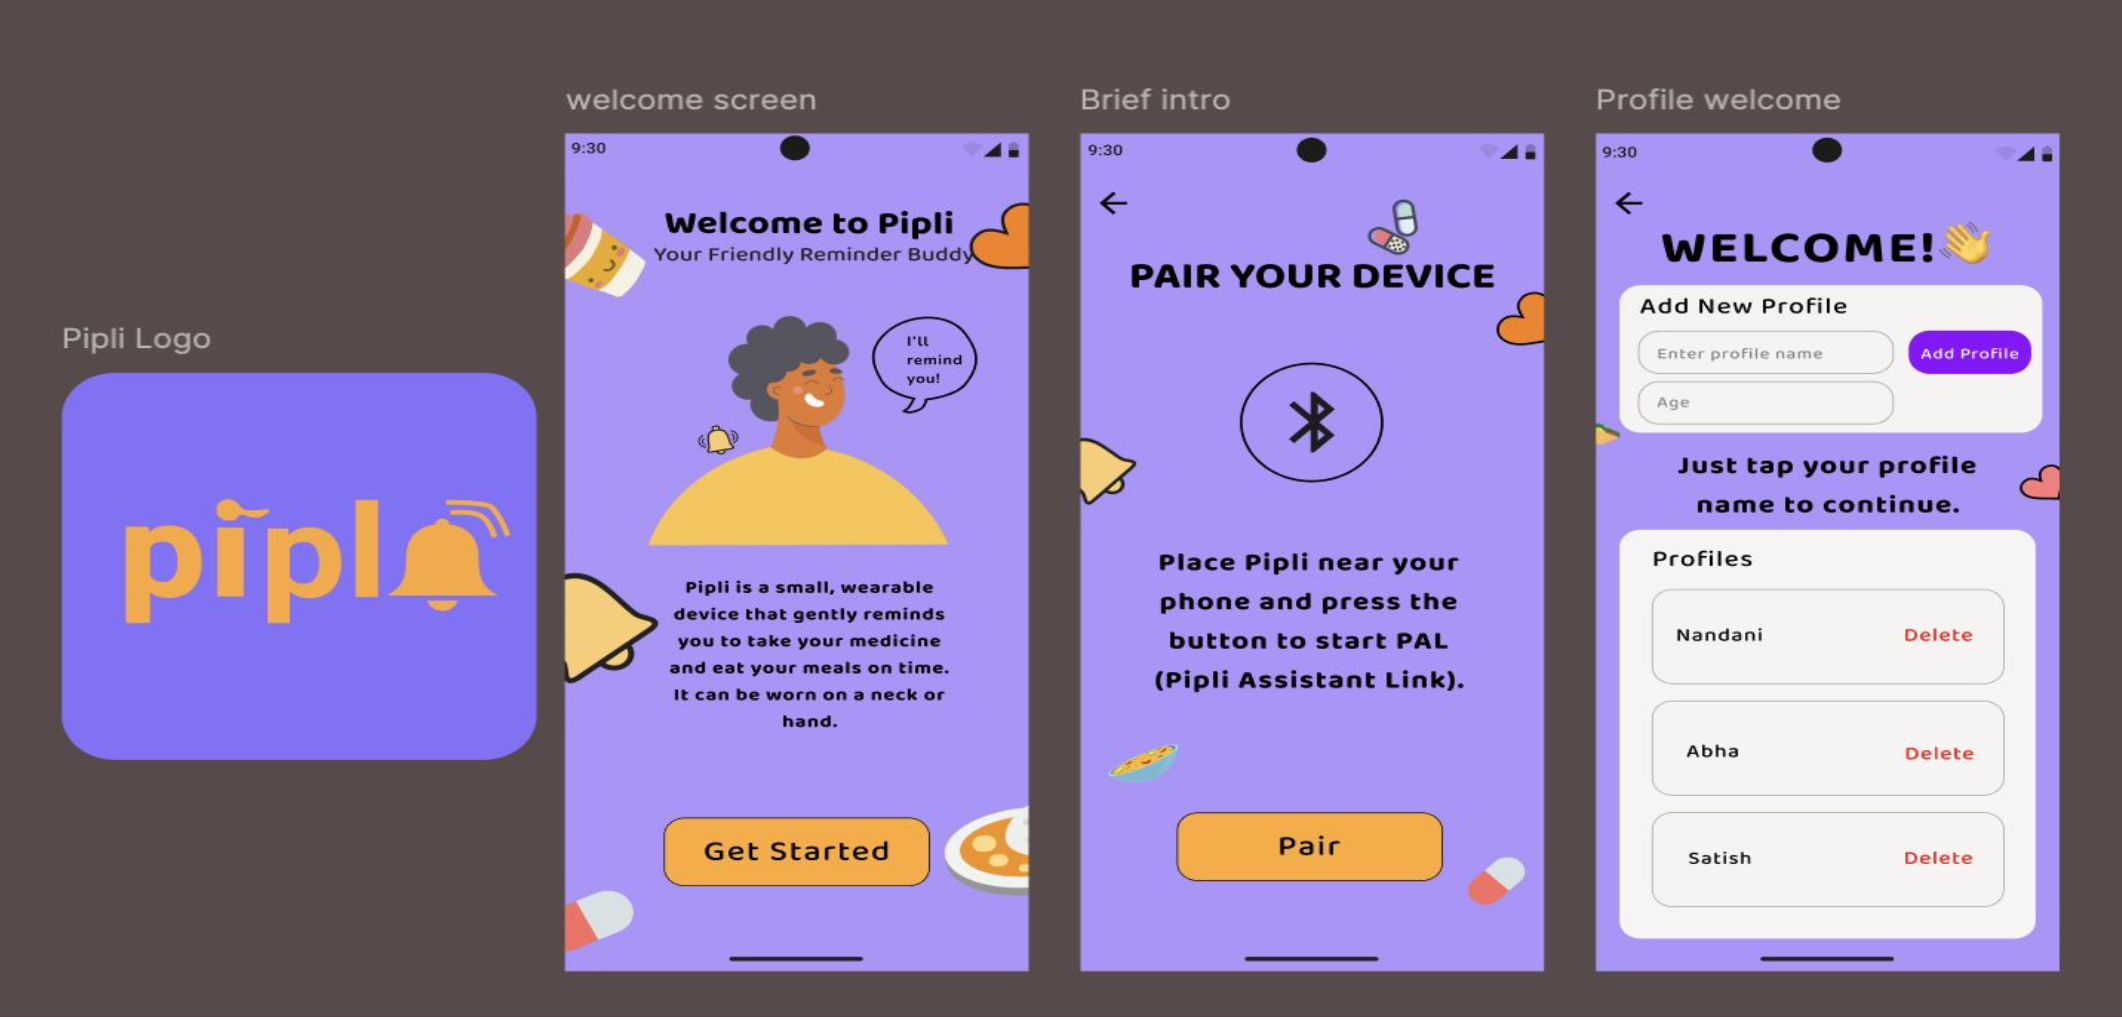 Pipli Logo
pipl
welcome screen
9:30
Welcome to Pipli
Your Friendly Reminder Buddy
I'll
remind
you!
Pipli is a small, wearable
device that gently reminds
you to take your medicine
and eat your meals on time.
It can be worn on a neck or
hand.
Get Started
Brief intro
9:30
PAIR YOUR DEVICE
Place Pipli near your
phone and press the
button to start PAL
(Pipli Assistant Link).
Pair
Profile welcome
9:30
WELCOME!
Add New Profile
Enter profile name
Add Profile
Age
Just tap your profile
name to continue.
Profiles
Nandani Delete
Abha Delete
Satish Delete